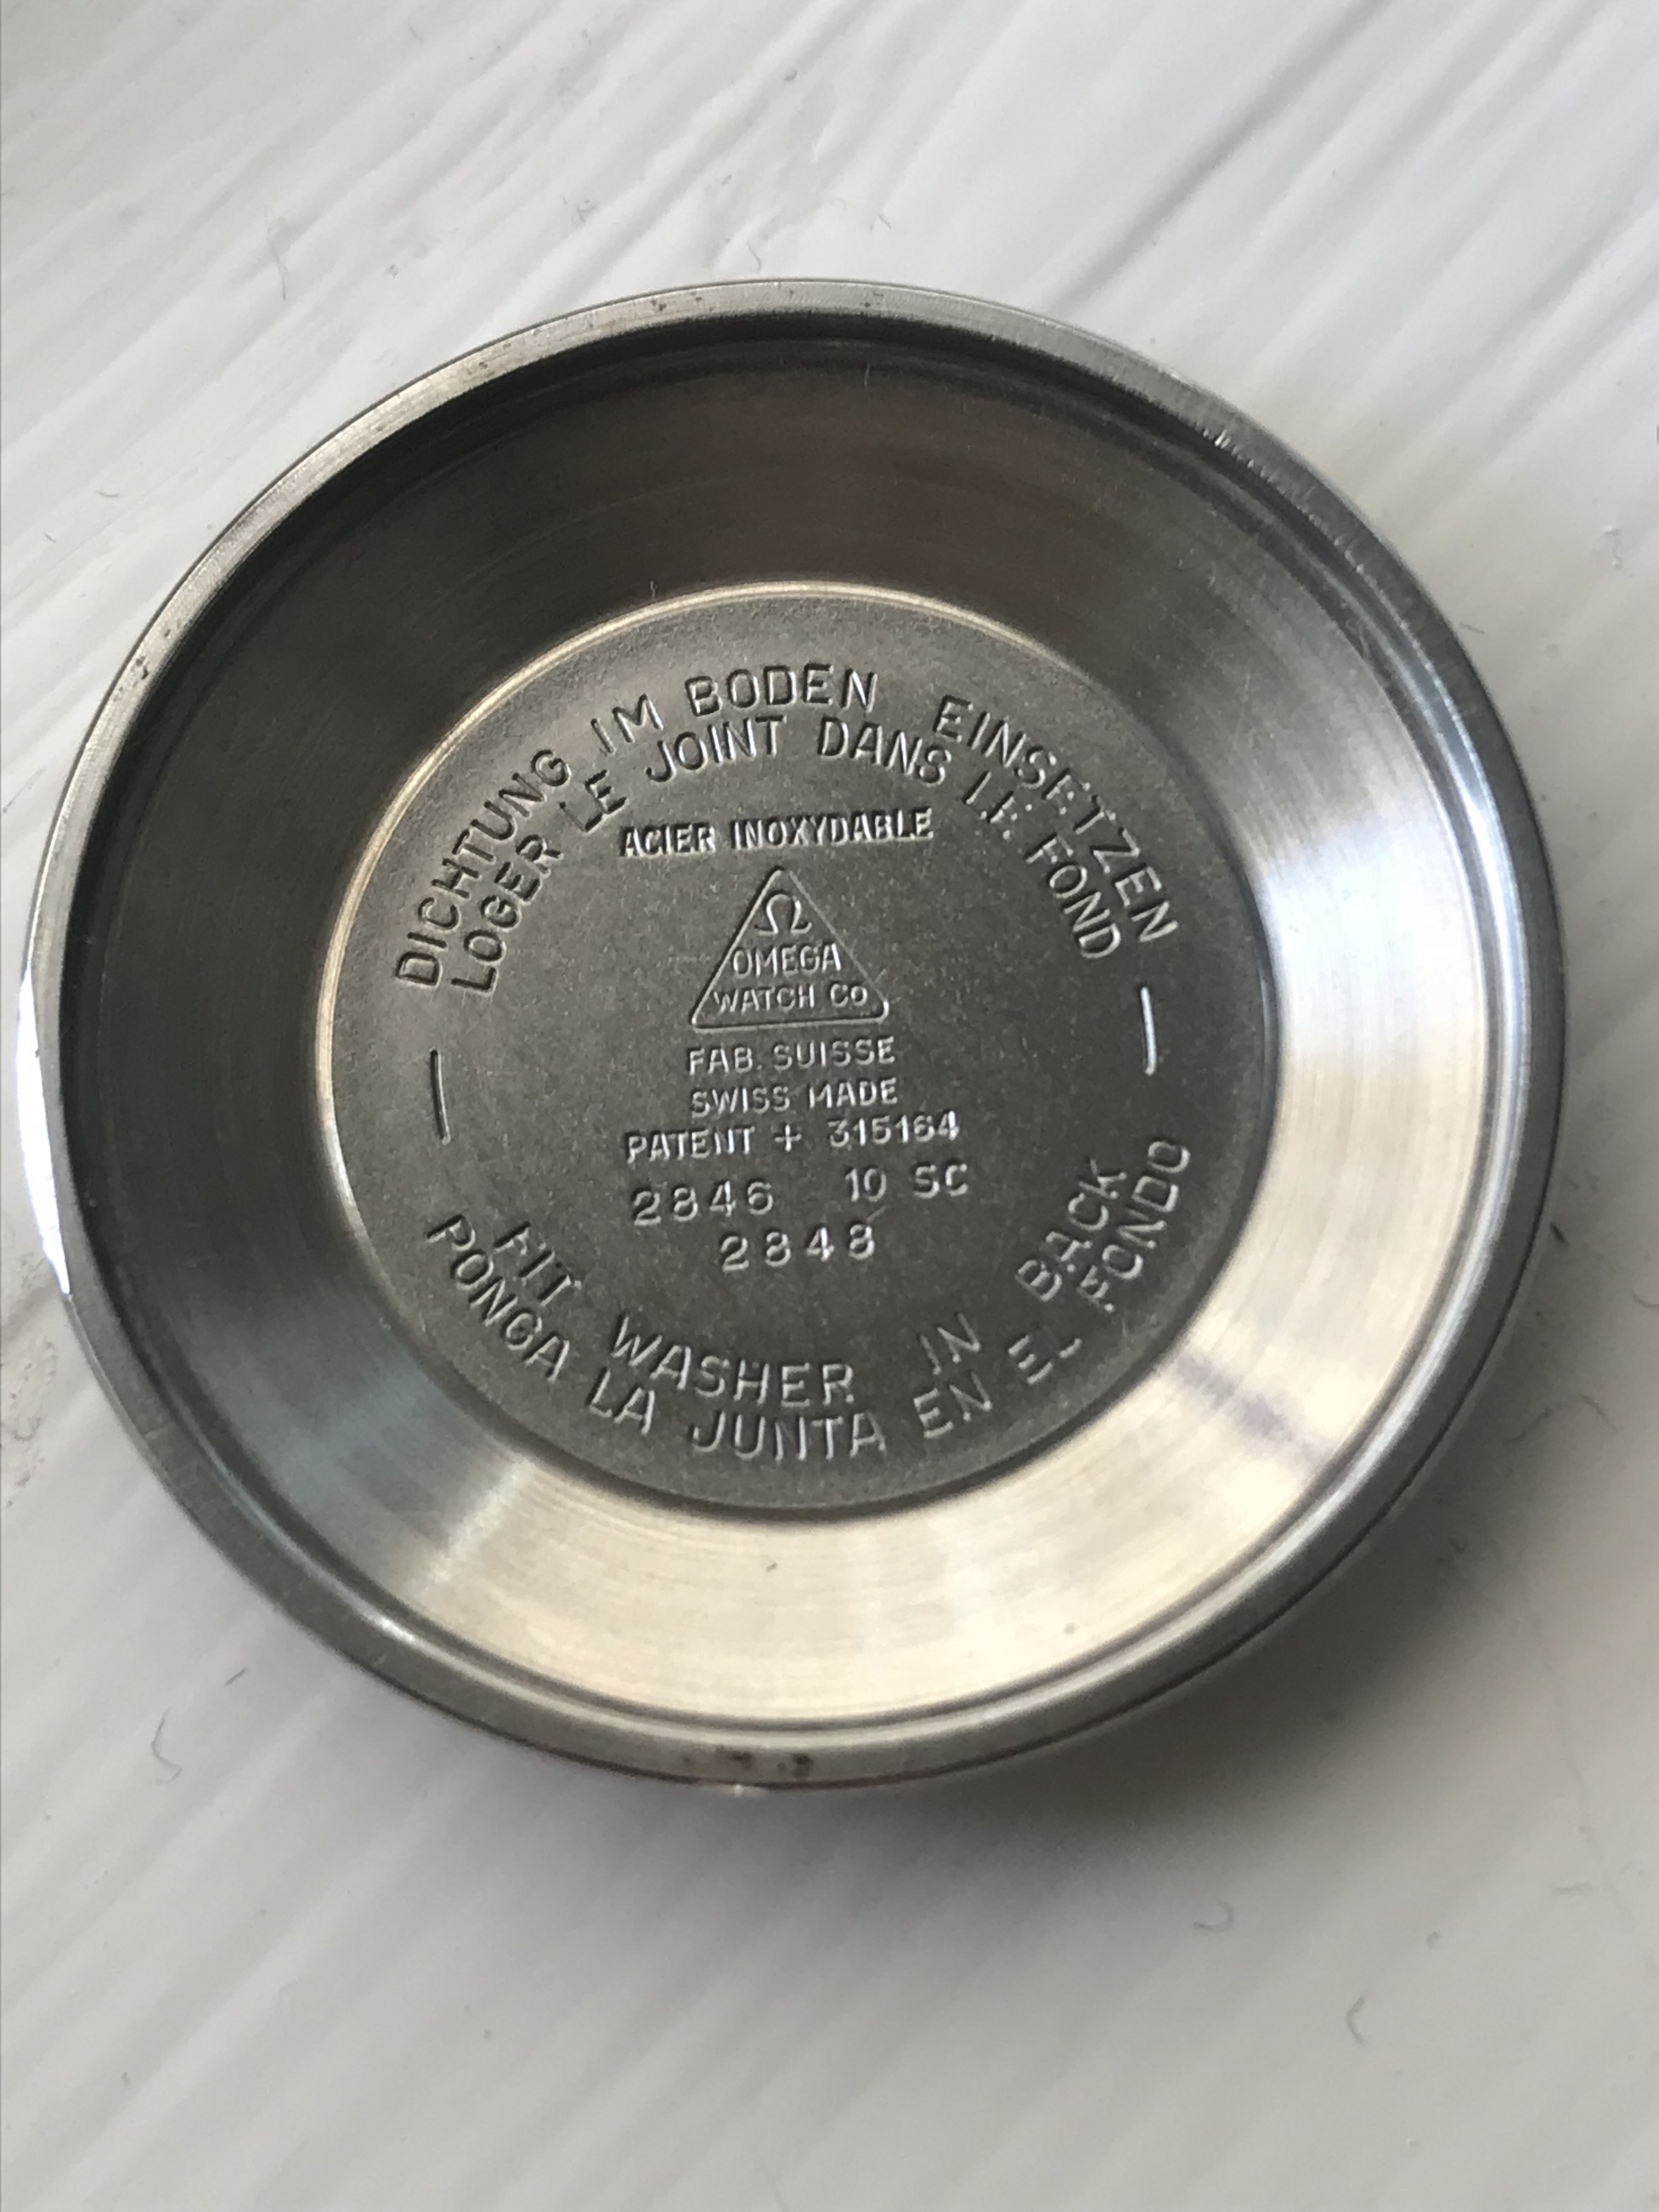 DICHTUNG IM BODEN EINSETZEN
LOGER LE JOINT DANS LE FOND
ACIER INOXYDABLE
Ω
OMEGA
WATCH Co
FAB. SUISSE
SWISS MADE
PATENT + 315164
2846 10 SC
2848
FIT WASHER IN BACK
PONGA LA JUNTA EN EL FONDO